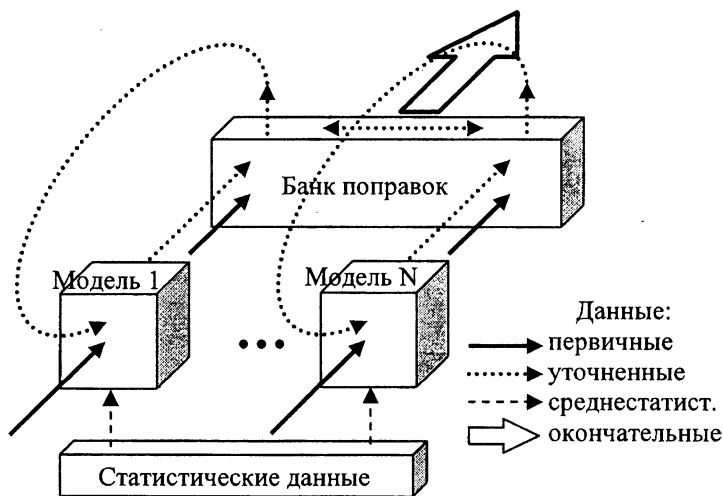 Банк поправок
Модель 1
Модель N
Данные:
первичные
уточненные
среднестатист.
окончательные
Статистические данные